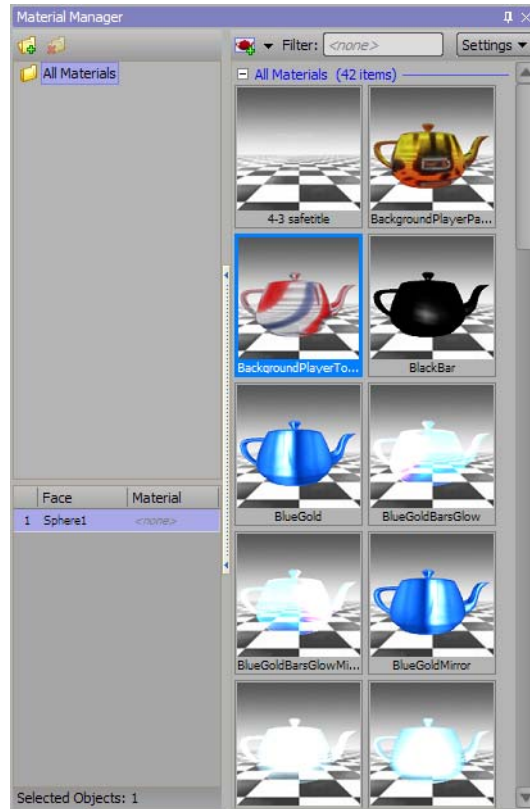 Material Manager
Filter: <none> Settings
All Materials
All Materials (42 items)
4-3 safetitle
BackgroundPlayerPa...
BackgroundPlayerTo...
BlackBar
BlueGold
BlueGoldBarsGlow
BlueGoldBarsGlowMi...
BlueGoldMirror
Face Material
1 Sphere1 <none>
Selected Objects: 1